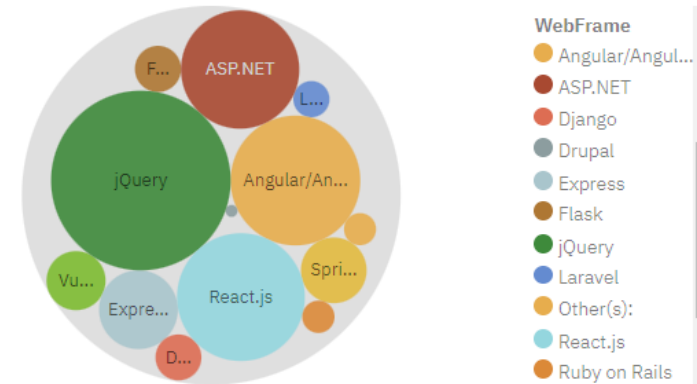 F...
ASP.NET
L...
jQuery
Angular/An...
Vu...
Expre...
React.js
Spri...
D...
WebFrame
Angular/Angul...
ASP.NET
Django
Drupal
Express
Flask
jQuery
Laravel
Other(s):
React.js
Ruby on Rails